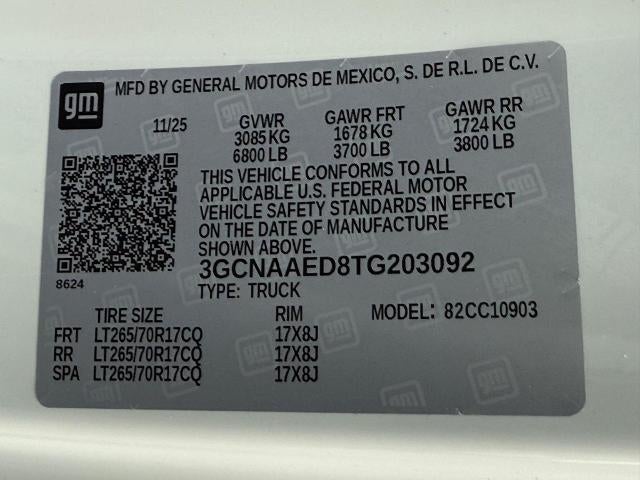 gm
MFD BY GENERAL MOTORS DE MEXICO, S. DE R.L. DE C.V.
11/25 GVWR GAWR FRT GAWR RR
3085 KG 1678 KG 1724 KG
6800 LB 3700 LB 3800 LB
THIS VEHICLE CONFORMS TO ALL
APPLICABLE U.S. FEDERAL MOTOR
VEHICLE SAFETY STANDARDS IN EFFECT
ON THE DATE OF MANUFACTURE
SHOWN ABOVE.
3GCNAAED8TG203092
8624
TYPE: TRUCK
TIRE SIZE RIM MODEL: 82CC10903
FRT LT265/70R17CQ 17X8J
RR LT265/70R17CQ 17X8J
SPA LT265/70R17CQ 17X8J